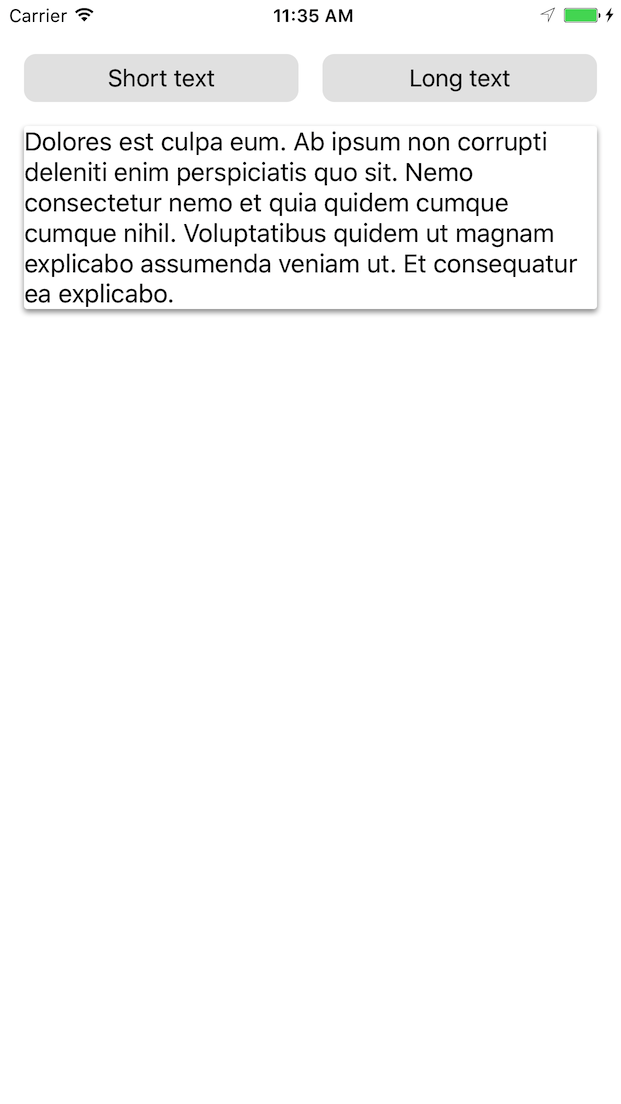 Carrier 11:35 AM
Short text Long text
Dolores est culpa eum. Ab ipsum non corrupti
deleniti enim perspiciatis quo sit. Nemo
consectetur nemo et quia quidem cumque
cumque nihil. Voluptatibus quidem ut magnam
explicabo assumenda veniam ut. Et consequatur
ea explicabo.